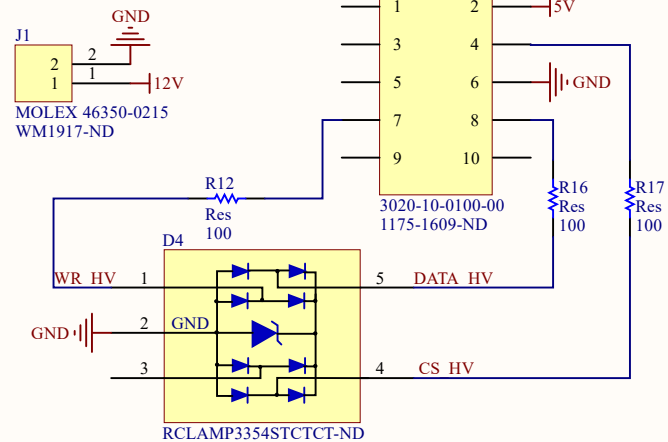 GND
J1
2 2
1 1 12V
MOLEX 46350-0215
WM1917-ND
1 2 5V
3 4
5 6 GND
7 8
9 10
3020-10-0100-00
1175-1609-ND
R12
Res
100
R16
Res
100
R17
Res
100
D4
WR_HV 1 5 DATA_HV
GND 2 GND
3 4 CS_HV
RCLAMP3354STCTCT-ND